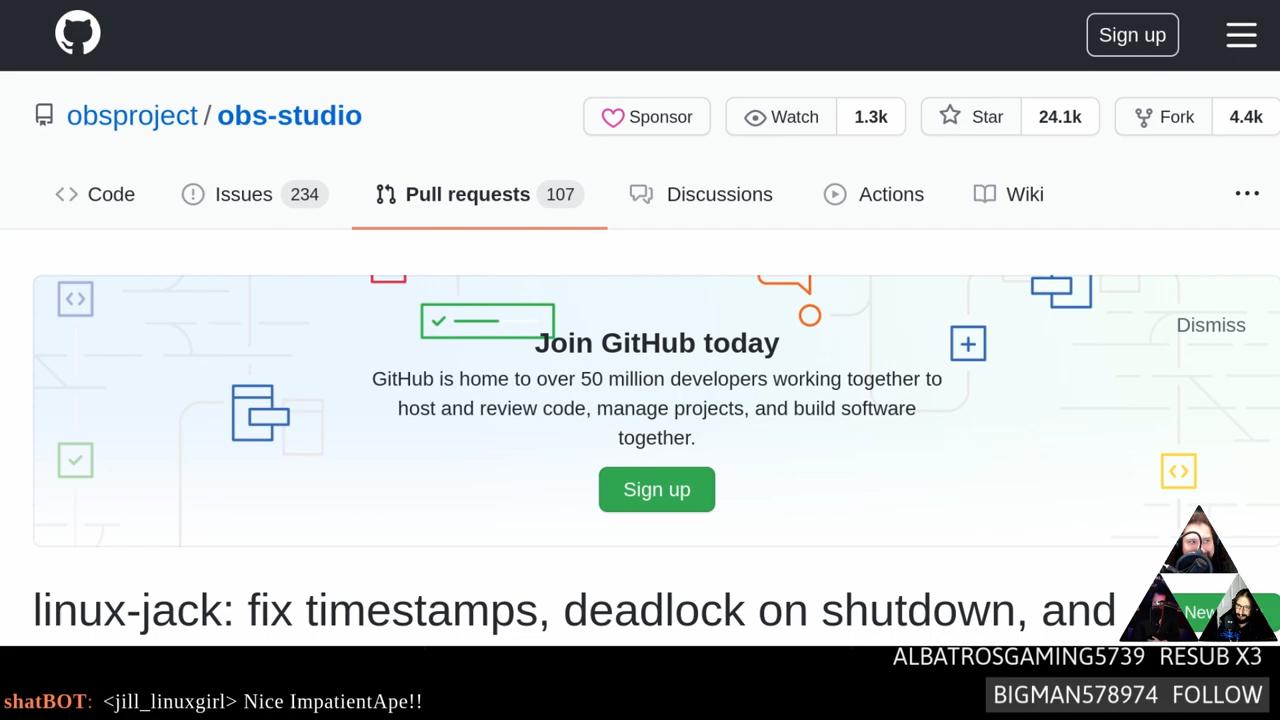 Sign up
obsproject / obs-studio
Sponsor
Watch 1.3k
Star 24.1k
Fork 4.4k
Code
Issues 234
Pull requests 107
Discussions
Actions
Wiki
Join GitHub today
Dismiss
GitHub is home to over 50 million developers working together to
host and review code, manage projects, and build software
together.
Sign up
linux-jack: fix timestamps, deadlock on shutdown, and
New
ALBATROSGAMING5739 RESUB X3
BIGMAN578974 FOLLOW
shatBOT: <jill_linuxgirl> Nice ImpatientApe!!